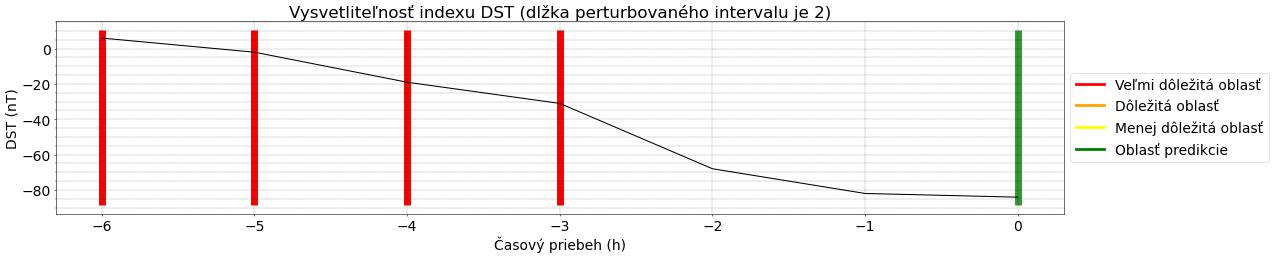 Vysvetliteľnosť indexu DST (dĺžka perturbovaného intervalu je 2)
DST (nT)
0
−20
−40
−60
−80
−6 −5 −4 −3 −2 −1 0
Časový priebeh (h)
Veľmi dôležitá oblasť
Dôležitá oblasť
Menej dôležitá oblasť
Oblasť predikcie